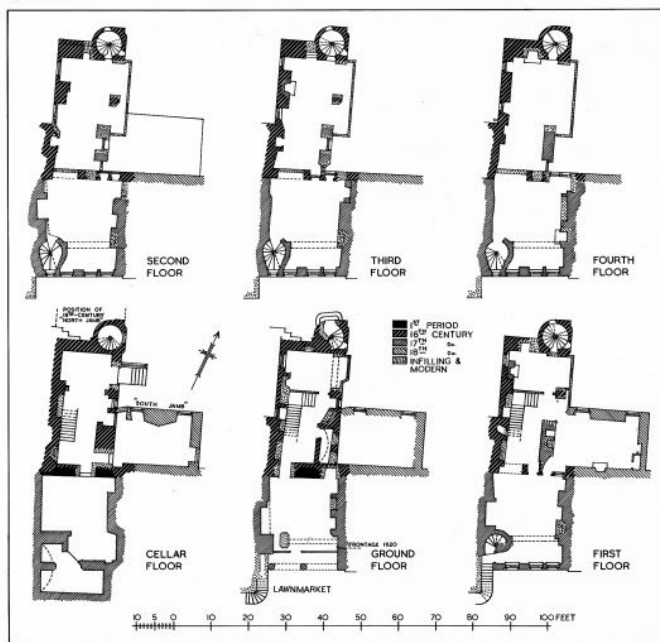 SECOND
FLOOR
THIRD
FLOOR
FOURTH
FLOOR
POSITION OF
18TH-CENTURY
"NORTH JAMB"
1ST PERIOD
16TH CENTURY
17TH Do.
18TH Do.
INFILLING &
MODERN
"SOUTH JAMB"
CELLAR
FLOOR
FRONTAGE 1620
GROUND
FLOOR
LAWNMARKET
FIRST
FLOOR
10 5 0 10 20 30 40 50 60 70 80 90 100 FEET